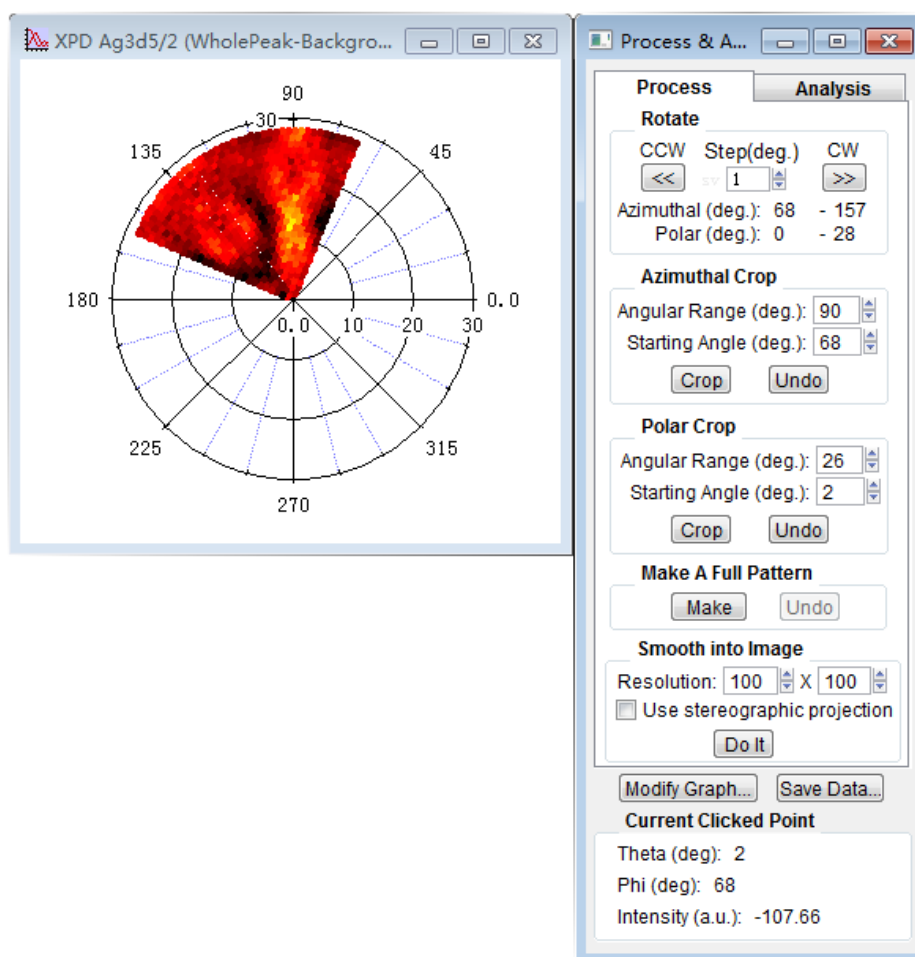 XPD Ag3d5/2 (WholePeak-Backgro...
90
30
135
45
180
0.0
0.0 10 20 30
225
315
270
Process & A...
Process Analysis
Rotate
CCW Step(deg.) CW
<< 1 >>
Azimuthal (deg.): 68 - 157
Polar (deg.): 0 - 28
Azimuthal Crop
Angular Range (deg.): 90
Starting Angle (deg.): 68
Crop Undo
Polar Crop
Angular Range (deg.): 26
Starting Angle (deg.): 2
Crop Undo
Make A Full Pattern
Make Undo
Smooth into Image
Resolution: 100 X 100
Use stereographic projection
Do It
Modify Graph... Save Data...
Current Clicked Point
Theta (deg): 2
Phi (deg): 68
Intensity (a.u.): -107.66